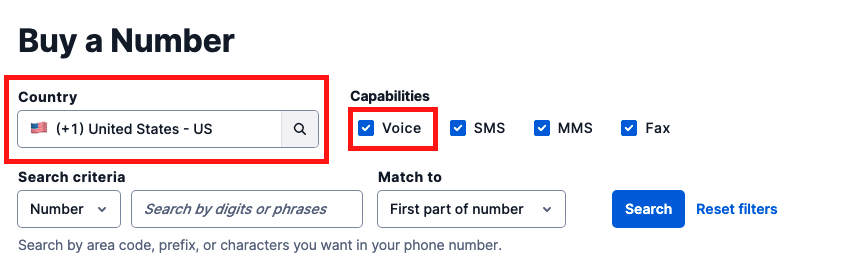 Buy a Number
Country
Capabilities
(+1) United States - US
Voice
SMS
MMS
Fax
Search criteria
Match to
Number
Search by digits or phrases
First part of number
Search
Reset filters
Search by area code, prefix, or characters you want in your phone number.